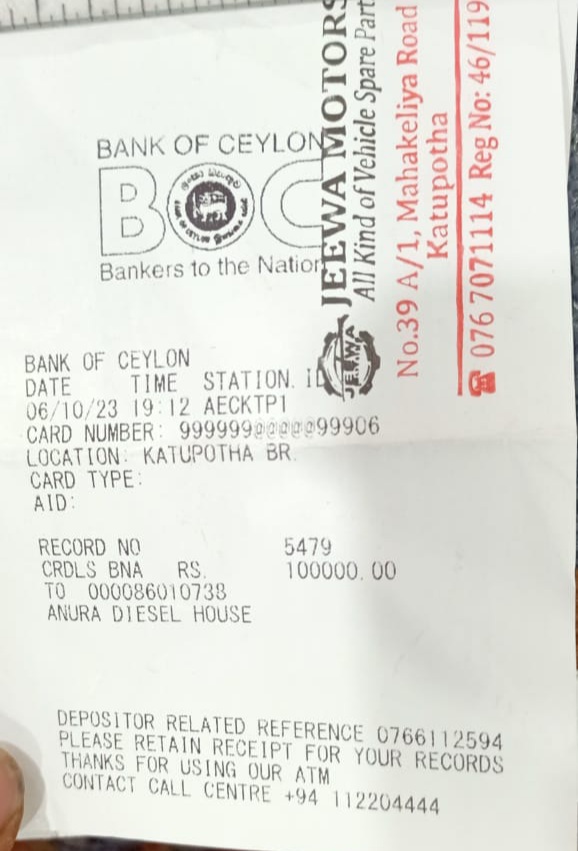 BANK OF CEYLON
BOC
Bankers to the Nation
BANK OF CEYLON
DATE TIME STATION. ID
06/10/23 19:12 AECKTP1
CARD NUMBER: 999999@@@@@99906
LOCATION: KATUPOTHA BR.
CARD TYPE:
AID:
RECORD NO 5479
CRDLS BNA RS. 100000.00
TO 000086010738
ANURA DIESEL HOUSE
DEPOSITOR RELATED REFERENCE 0766112594
PLEASE RETAIN RECEIPT FOR YOUR RECORDS
THANKS FOR USING OUR ATM
CONTACT CALL CENTRE +94 112204444
JEEWA MOTORS
All Kind of Vehicle Spare Part
No.39 A/1, Mahakeliya Road
Katupotha
076 7071114 Reg No: 46/119